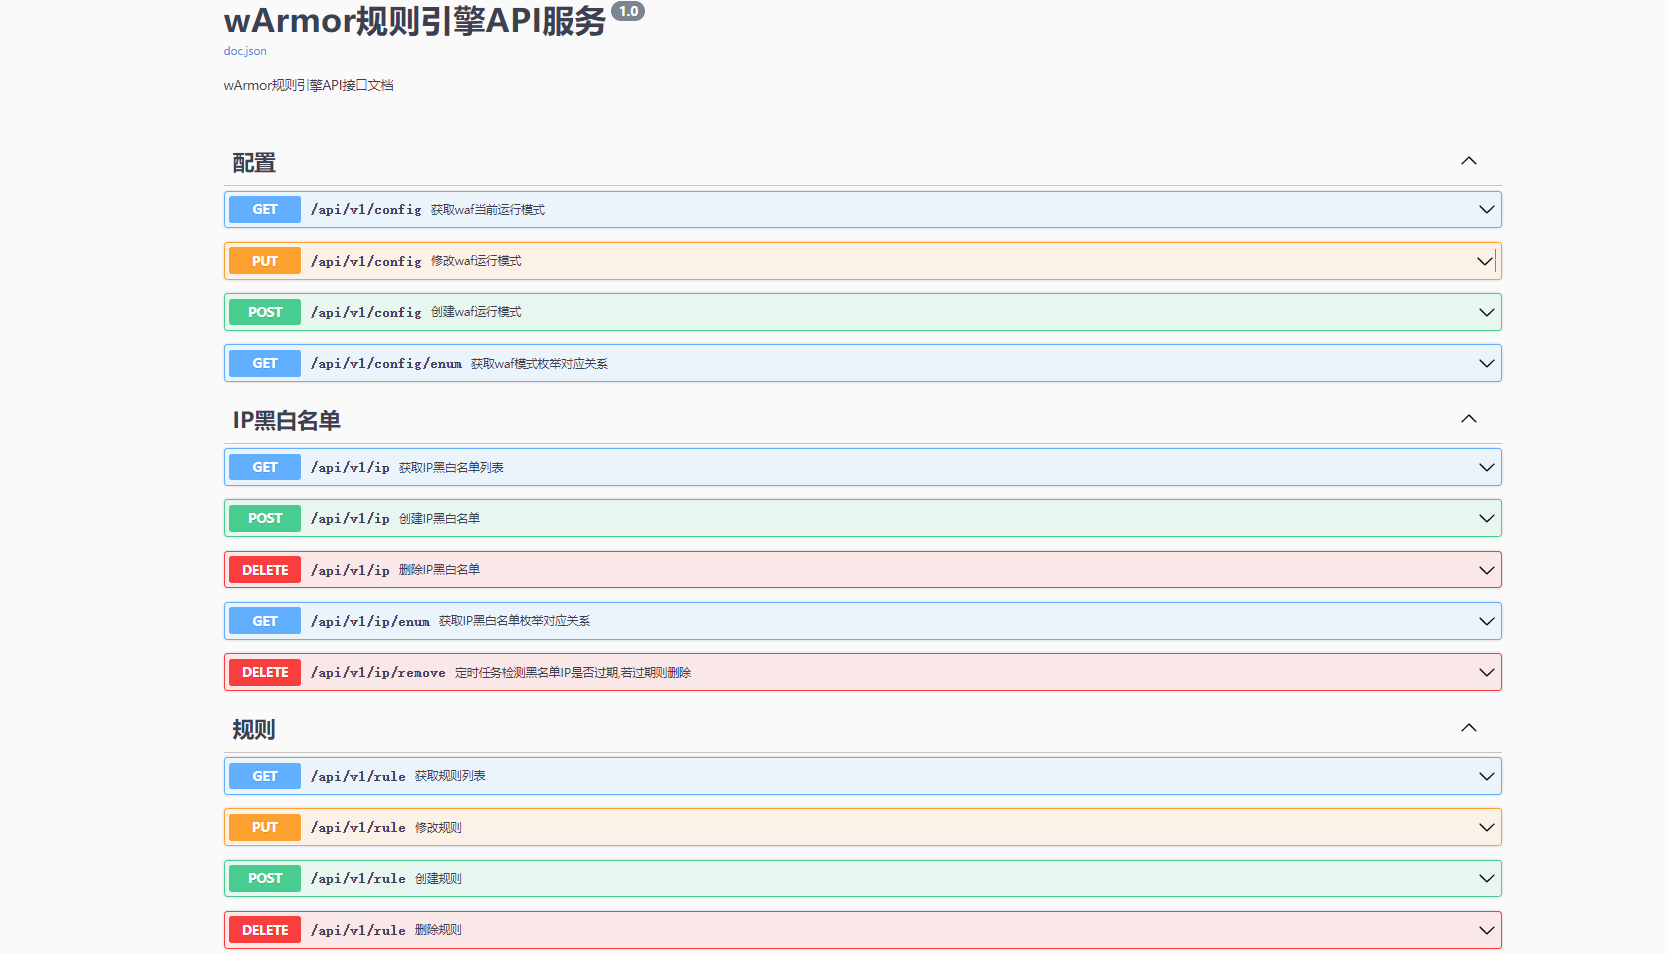 wArmor规则引擎API服务 1.0
doc.json
wArmor规则引擎API接口文档
配置
GET /api/v1/config 获取waf当前运行模式
PUT /api/v1/config 修改waf运行模式
POST /api/v1/config 创建waf运行模式
GET /api/v1/config/enum 获取waf模式枚举对应关系
IP黑白名单
GET /api/v1/ip 获取IP黑白名单列表
POST /api/v1/ip 创建IP黑白名单
DELETE /api/v1/ip 删除IP黑白名单
GET /api/v1/ip/enum 获取IP黑白名单枚举对应关系
DELETE /api/v1/ip/remove 定时任务检测黑名单IP是否过期,若过期则删除
规则
GET /api/v1/rule 获取规则列表
PUT /api/v1/rule 修改规则
POST /api/v1/rule 创建规则
DELETE /api/v1/rule 删除规则